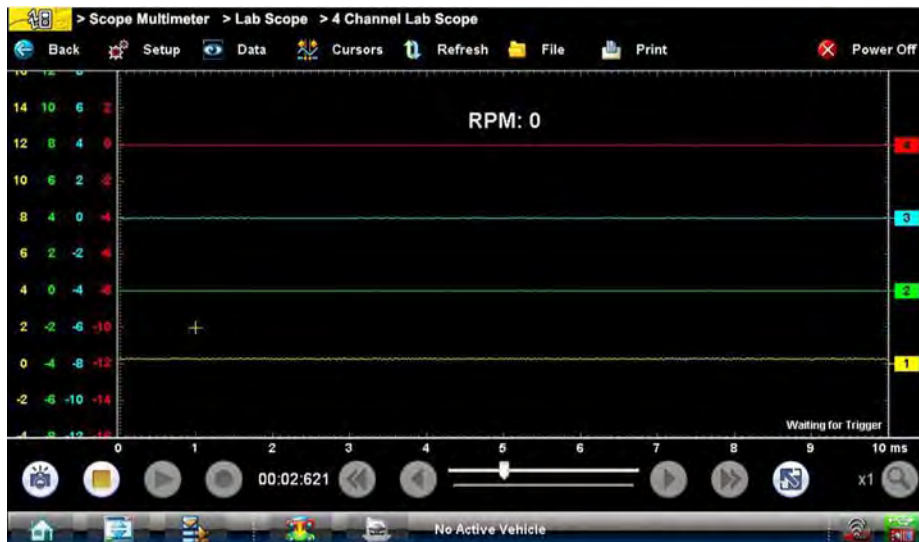 > Scope Multimeter > Lab Scope > 4 Channel Lab Scope
Back Setup Data Cursors Refresh File Print Power Off
14 10 6 2
RPM: 0
12 8 4 0 4
10 6 2 -2
8 4 0 -4 3
6 2 -2 -6
4 0 -4 -8 2
2 -2 -6 -10
0 -4 -8 -12 1
-2 -6 -10 -14
Waiting for Trigger
0 1 2 3 4 5 6 7 8 9 10 ms
00:02:621 x1
No Active Vehicle